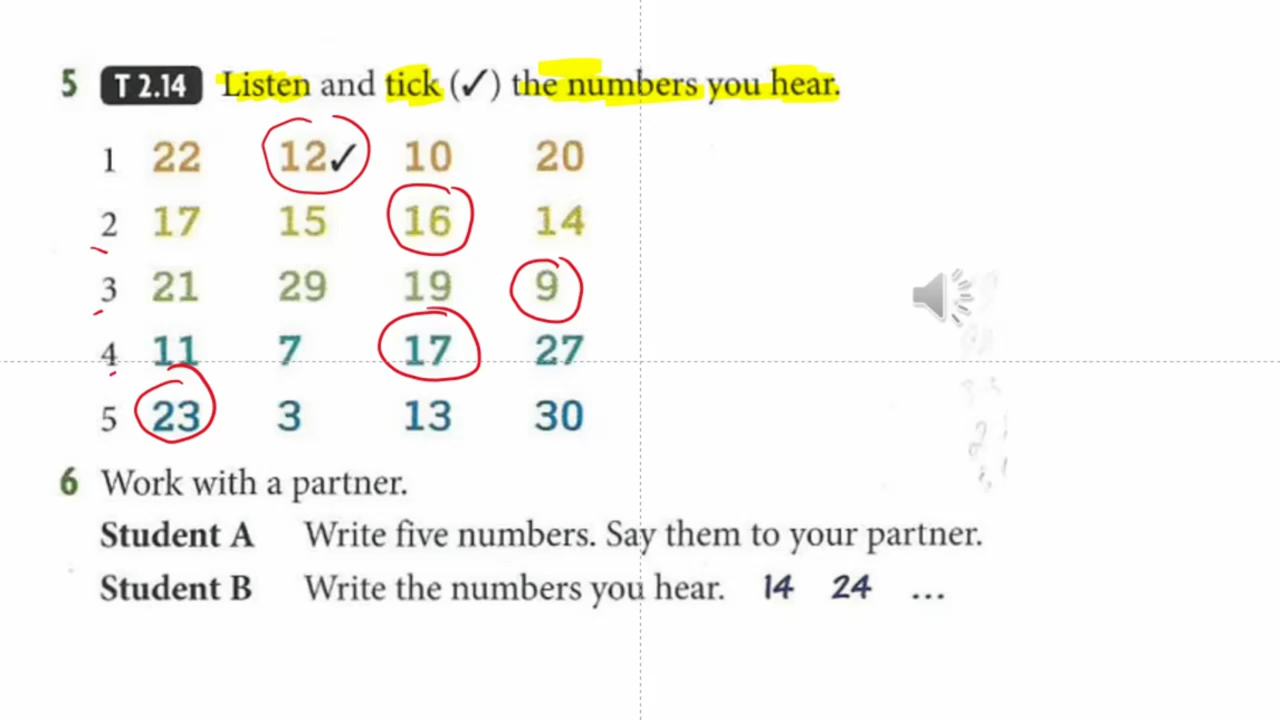 5 T 2.14 Listen and tick (✓) the numbers you hear.
1 22 12✓ 10 20
2 17 15 16 14
3 21 29 19 9
4 11 7 17 27
5 23 3 13 30
6 Work with a partner.
Student A Write five numbers. Say them to your partner.
Student B Write the numbers you hear. 14 24 ...